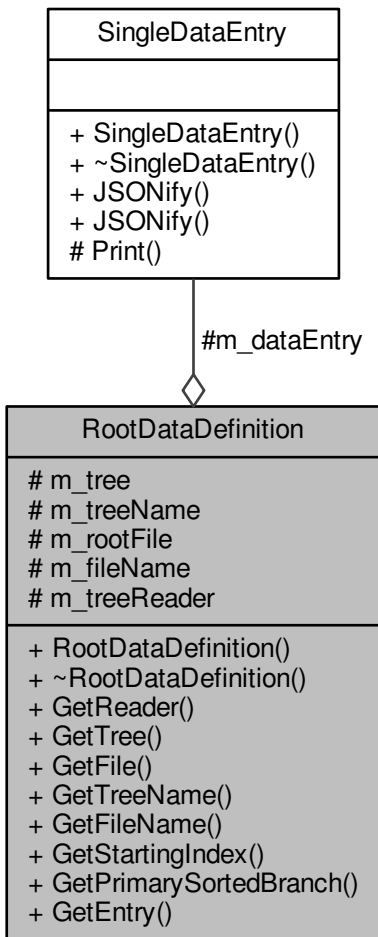 SingleDataEntry
+ SingleDataEntry()
+ ~SingleDataEntry()
+ JSONify()
+ JSONify()
# Print()
#m_dataEntry
RootDataDefinition
# m_tree
# m_treeName
# m_rootFile
# m_fileName
# m_treeReader
+ RootDataDefinition()
+ ~RootDataDefinition()
+ GetReader()
+ GetTree()
+ GetFile()
+ GetTreeName()
+ GetFileName()
+ GetStartingIndex()
+ GetPrimarySortedBranch()
+ GetEntry()